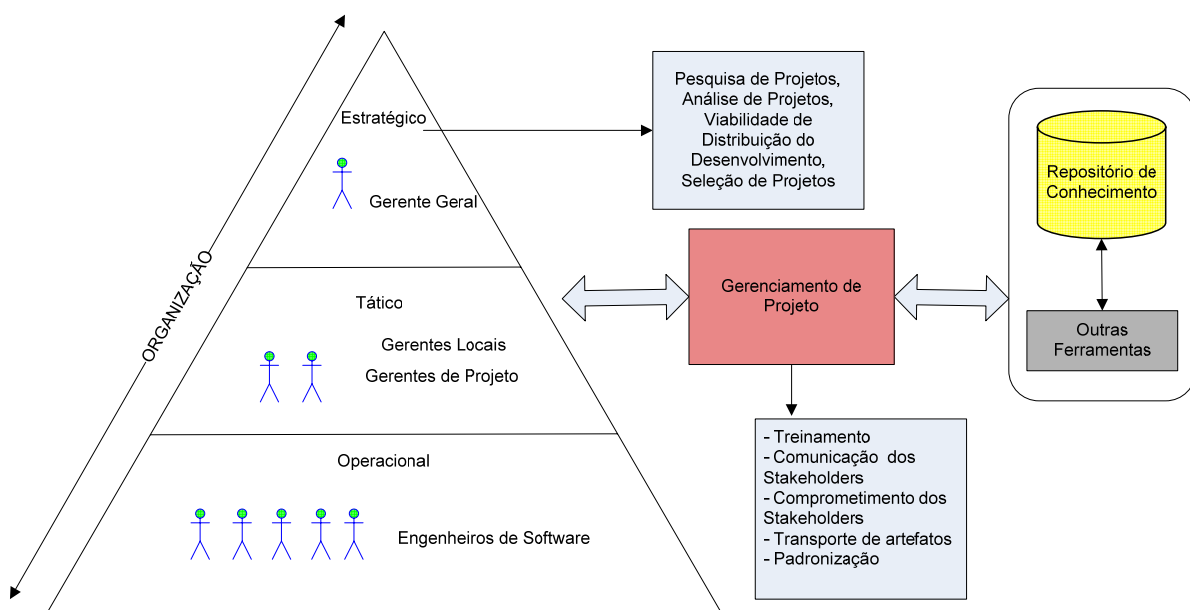 ORGANIZAÇÃO
Estratégico
Gerente Geral
Tático
Gerentes Locais
Gerentes de Projeto
Operacional
Engenheiros de Software
Pesquisa de Projetos,
Análise de Projetos,
Viabilidade de
Distribuição do
Desenvolvimento,
Seleção de Projetos
Gerenciamento de
Projeto
- Treinamento
- Comunicação dos
Stakeholders
- Comprometimento dos
Stakeholders
- Transporte de artefatos
- Padronização
Repositório de
Conhecimento
Outras
Ferramentas